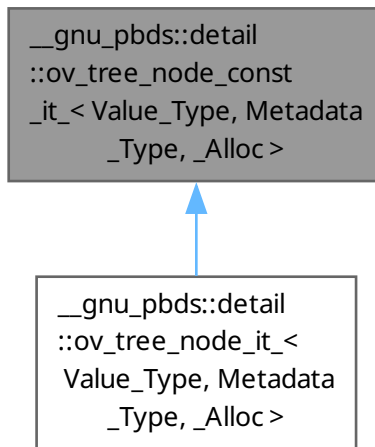 __gnu_pbds::detail
::ov_tree_node_const
_it_< Value_Type, Metadata
_Type, _Alloc >
__gnu_pbds::detail
::ov_tree_node_it_<
Value_Type, Metadata
_Type, _Alloc >